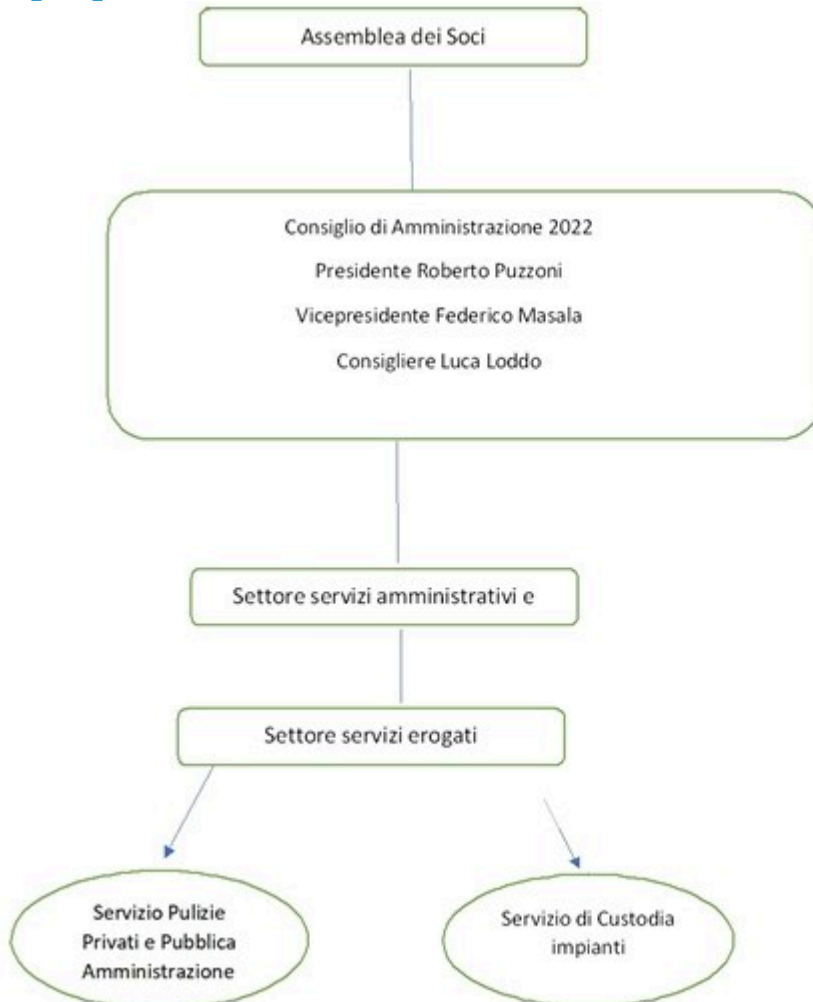 Assemblea dei Soci
Consiglio di Amministrazione 2022
Presidente Roberto Puzzoni
Vicepresidente Federico Masala
Consigliere Luca Loddo
Settore servizi amministrativi e
Settore servizi erogati
Servizio Pulizie
Privati e Pubblica
Amministrazione
Servizio di Custodia
impianti